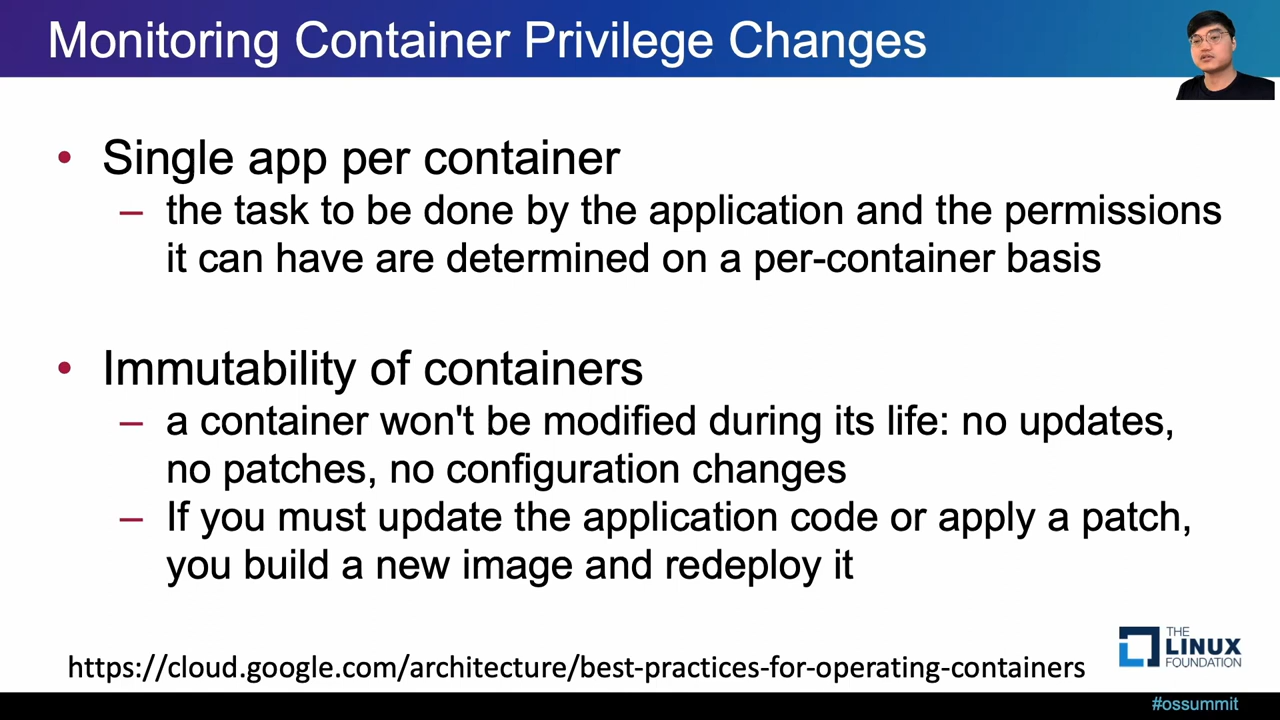 Monitoring Container Privilege Changes
• Single app per container
– the task to be done by the application and the permissions
it can have are determined on a per-container basis
• Immutability of containers
– a container won't be modified during its life: no updates,
no patches, no configuration changes
– If you must update the application code or apply a patch,
you build a new image and redeploy it
https://cloud.google.com/architecture/best-practices-for-operating-containers
THE
LINUX
FOUNDATION
#ossummit